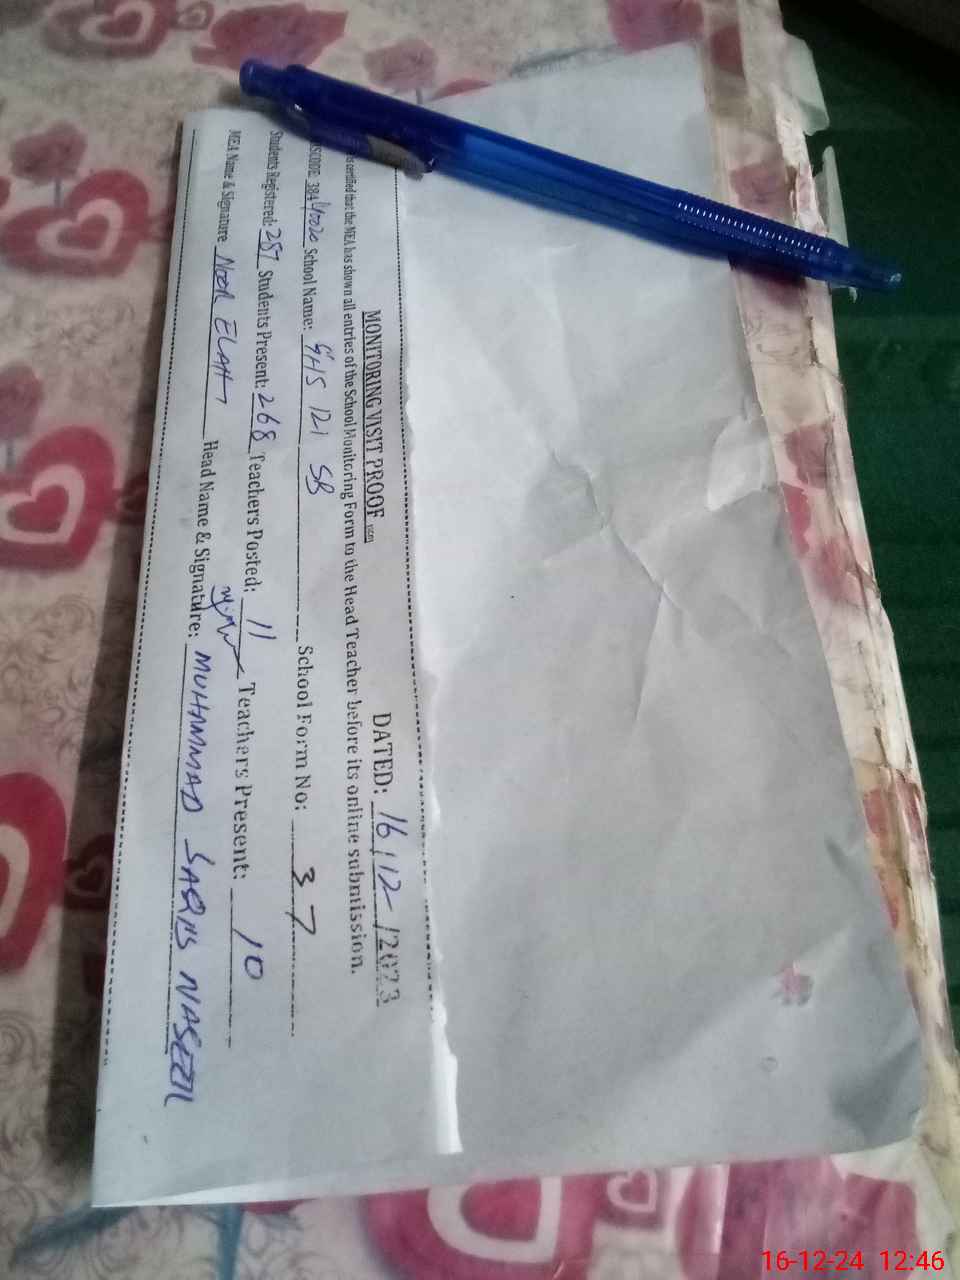 MONITORING VISIT PROOF DATED: 16/12/2023
is certified that the MEA has shown all entries of the School Monitoring Form to the Head Teacher before its online submission.
School Name: GHS 121 SB School Form No: 37
Students Registered: 287 Students Present: 268 Teachers Posted: 11 Teachers Present: 10
MEA Name & Signature NOOR ELAHI Head Name & Signature: MUHAMMAD NASEER
16-12-24 12:46